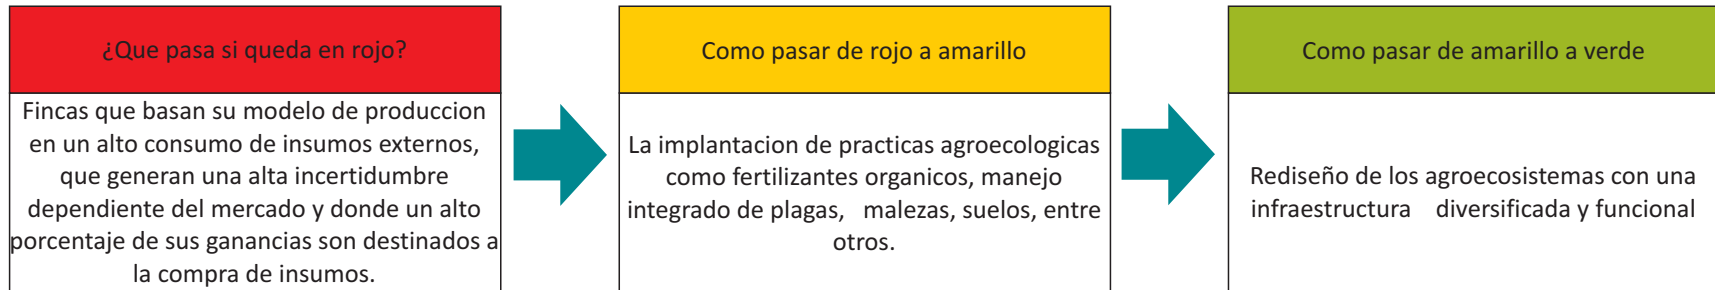 ¿Que pasa si queda en rojo?
Fincas que basan su modelo de produccion
en un alto consumo de insumos externos,
que generan una alta incertidumbre
dependiente del mercado y donde un alto
porcentaje de sus ganancias son destinados a
la compra de insumos.
Como pasar de rojo a amarillo
La implantacion de practicas agroecologicas
como fertilizantes organicos, manejo
integrado de plagas, malezas, suelos, entre
otros.
Como pasar de amarillo a verde
Rediseño de los agroecosistemas con una
infraestructura diversificada y funcional